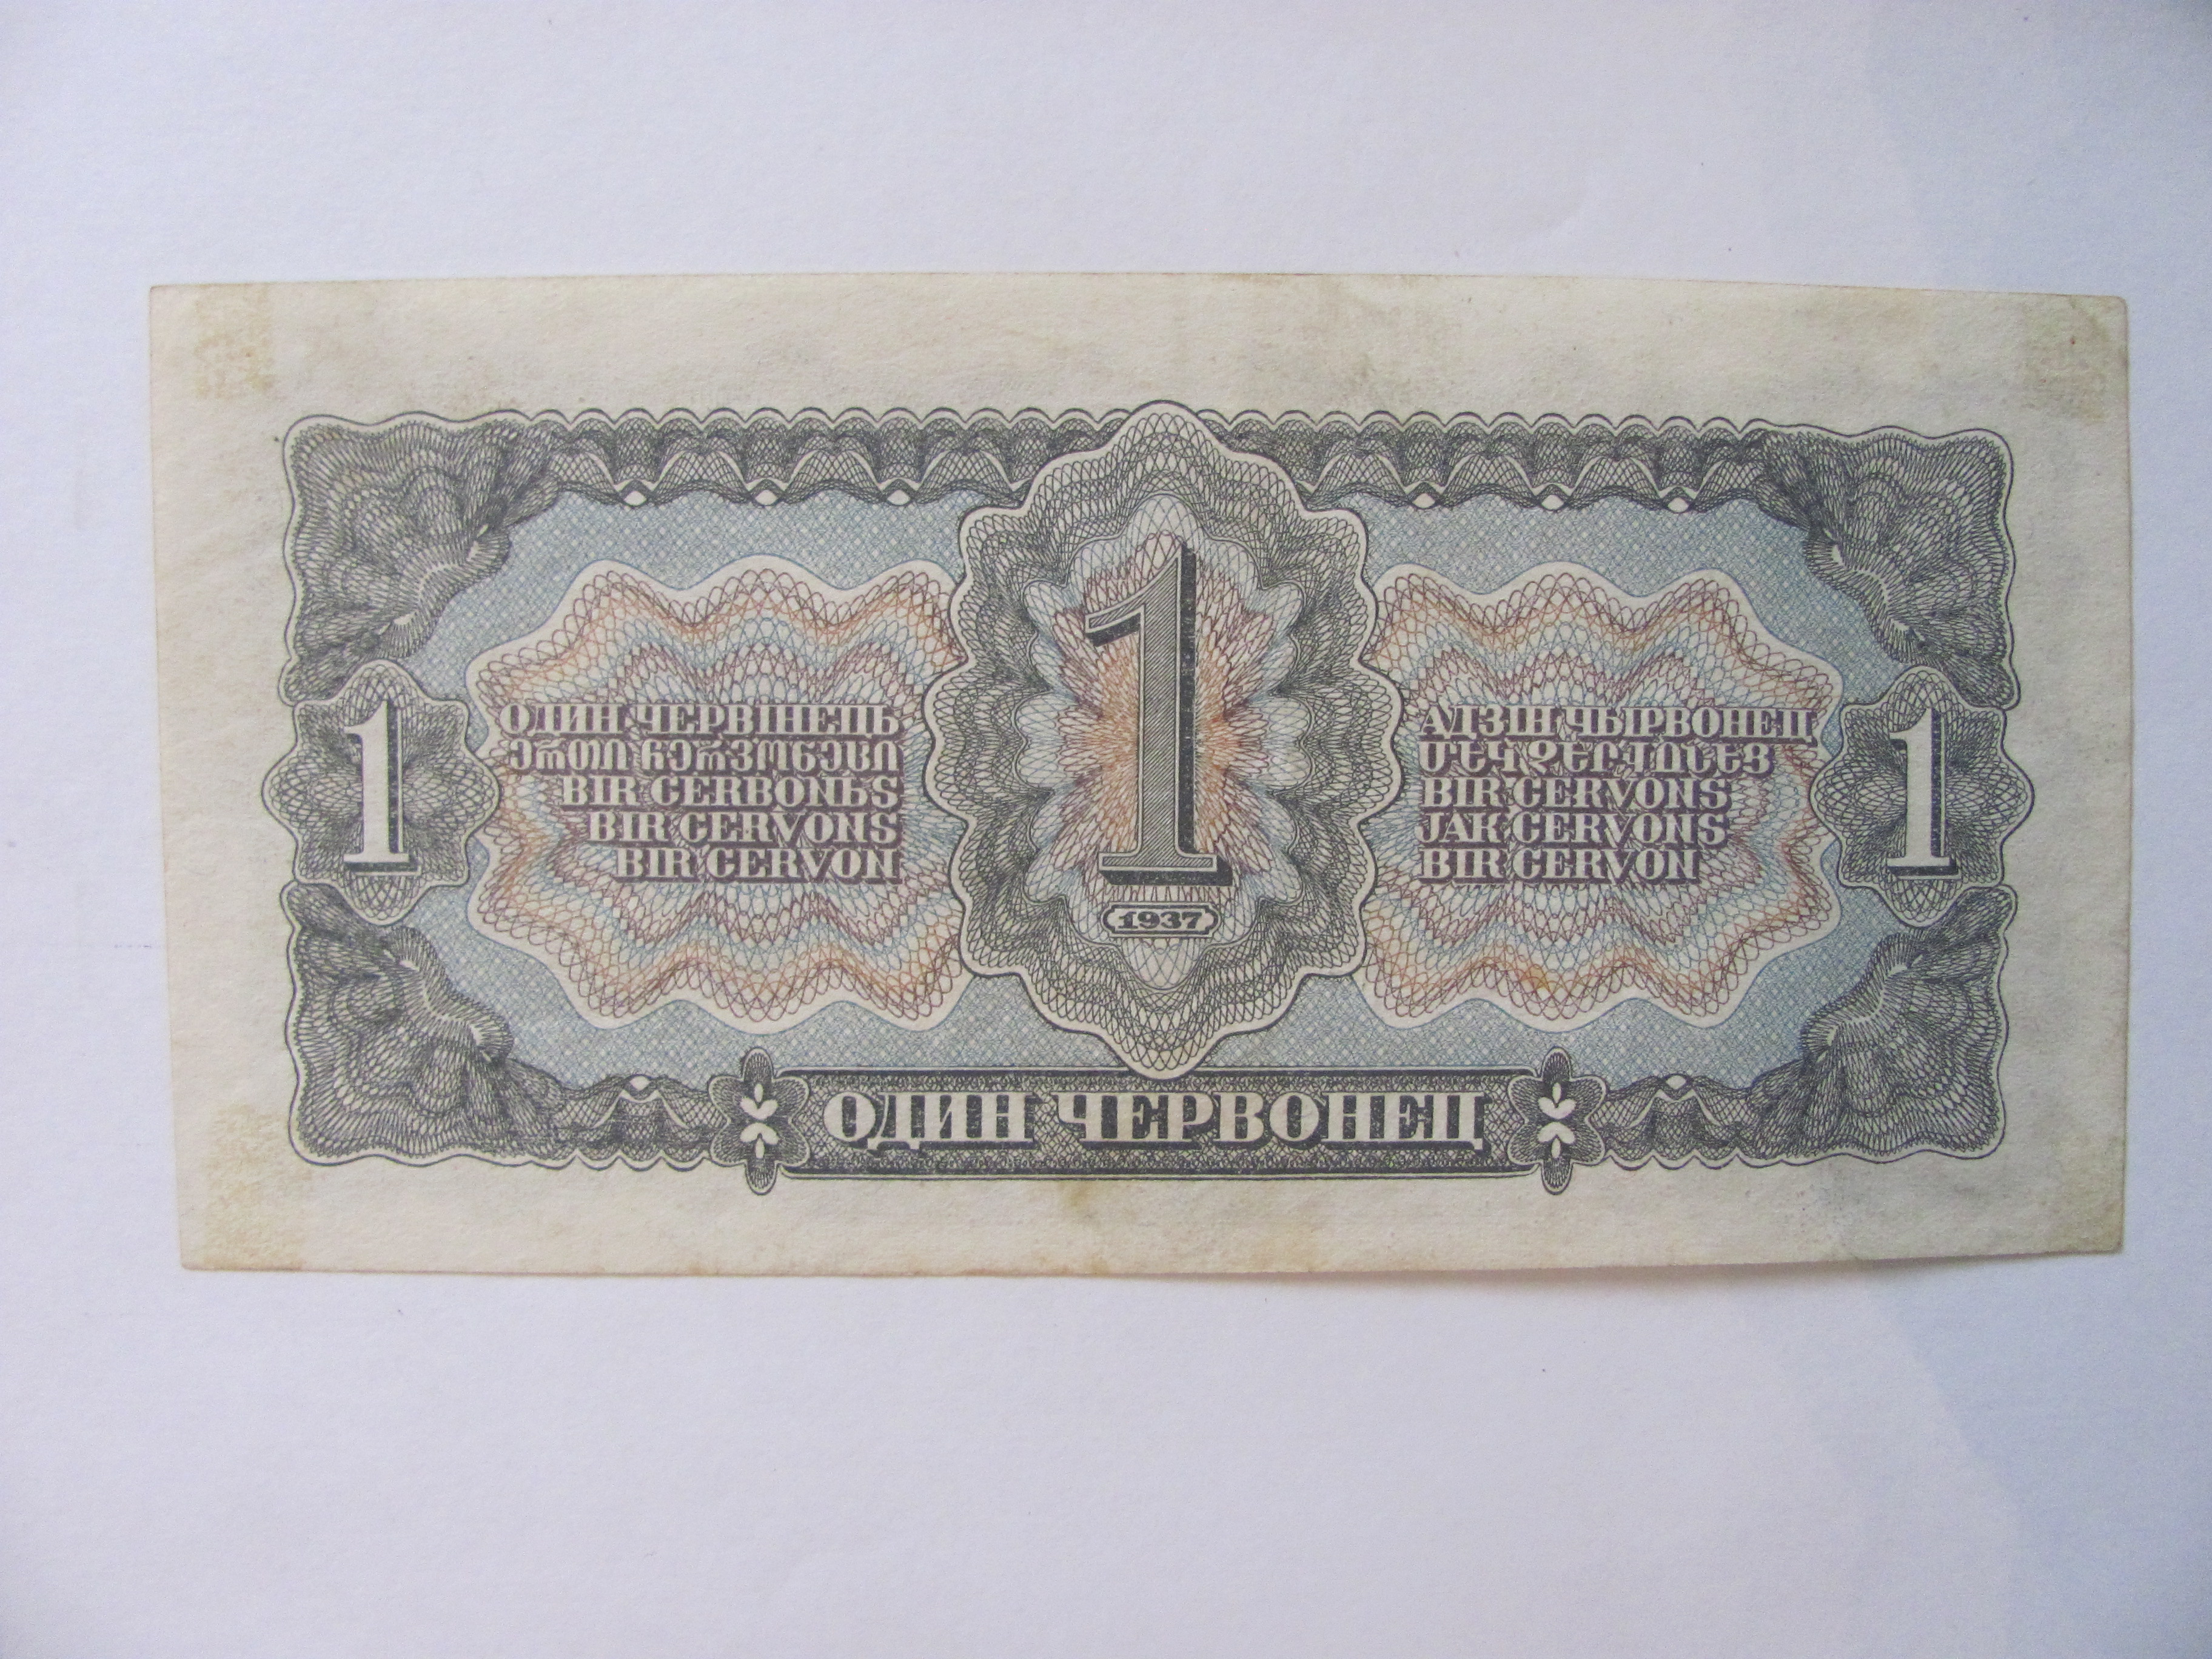 1
ОДИН ЧЕРВІНЕЦЬ
ᲔᲠᲗᲘ ᲩᲔᲠᲕᲝᲜᲔᲪᲘ
BIR CERBONЬS
BIR ÇERVONS
BIR CERVON
1
1937
АДЗІН ЧЫРВОНЕЦ
ՄԵԿ ՉԵՐՎՈՆԵՑ
BIR CERVONS
JAK CERVONS
BIR CERVON
1
ОДИН ЧЕРВОНЕЦ